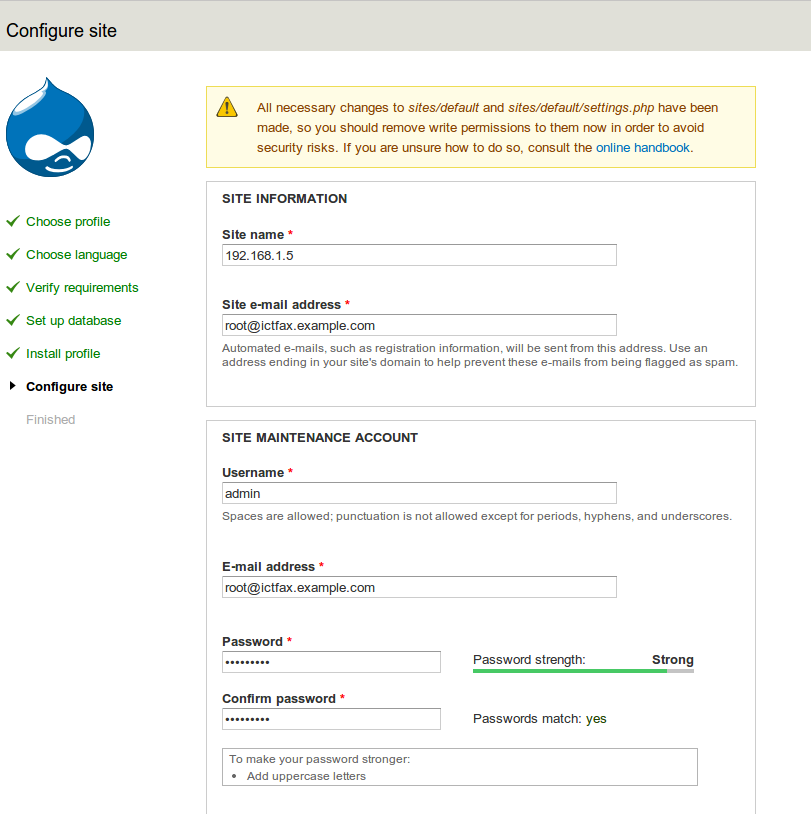 Configure site
All necessary changes to sites/default and sites/default/settings.php have been
made, so you should remove write permissions to them now in order to avoid
security risks. If you are unsure how to do so, consult the online handbook.
Choose profile
Choose language
Verify requirements
Set up database
Install profile
Configure site
Finished
SITE INFORMATION
Site name *
192.168.1.5
Site e-mail address *
root@ictfax.example.com
Automated e-mails, such as registration information, will be sent from this address. Use an
address ending in your site's domain to help prevent these e-mails from being flagged as spam.
SITE MAINTENANCE ACCOUNT
Username *
admin
Spaces are allowed; punctuation is not allowed except for periods, hyphens, and underscores.
E-mail address *
root@ictfax.example.com
Password *
•••••••••
Password strength: Strong
Confirm password *
•••••••••
Passwords match: yes
To make your password stronger:
• Add uppercase letters